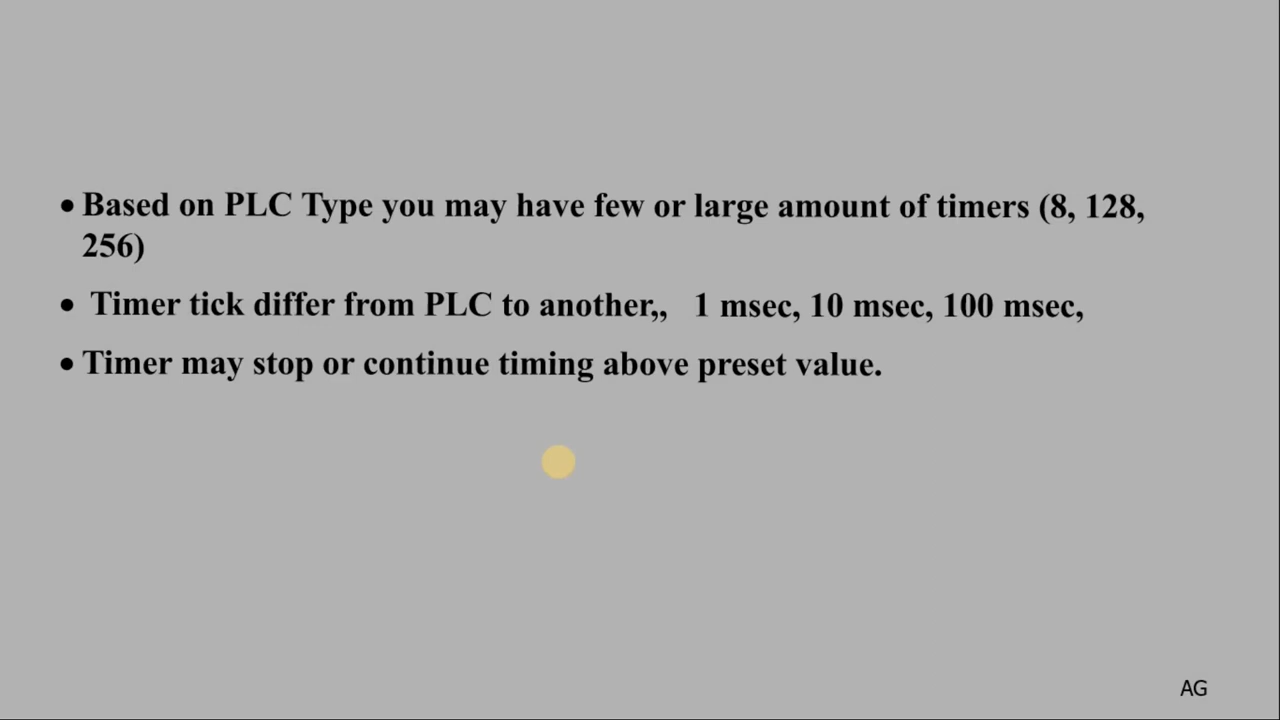 • Based on PLC Type you may have few or large amount of timers (8, 128,
256)
• Timer tick differ from PLC to another,, 1 msec, 10 msec, 100 msec,
• Timer may stop or continue timing above preset value.
AG